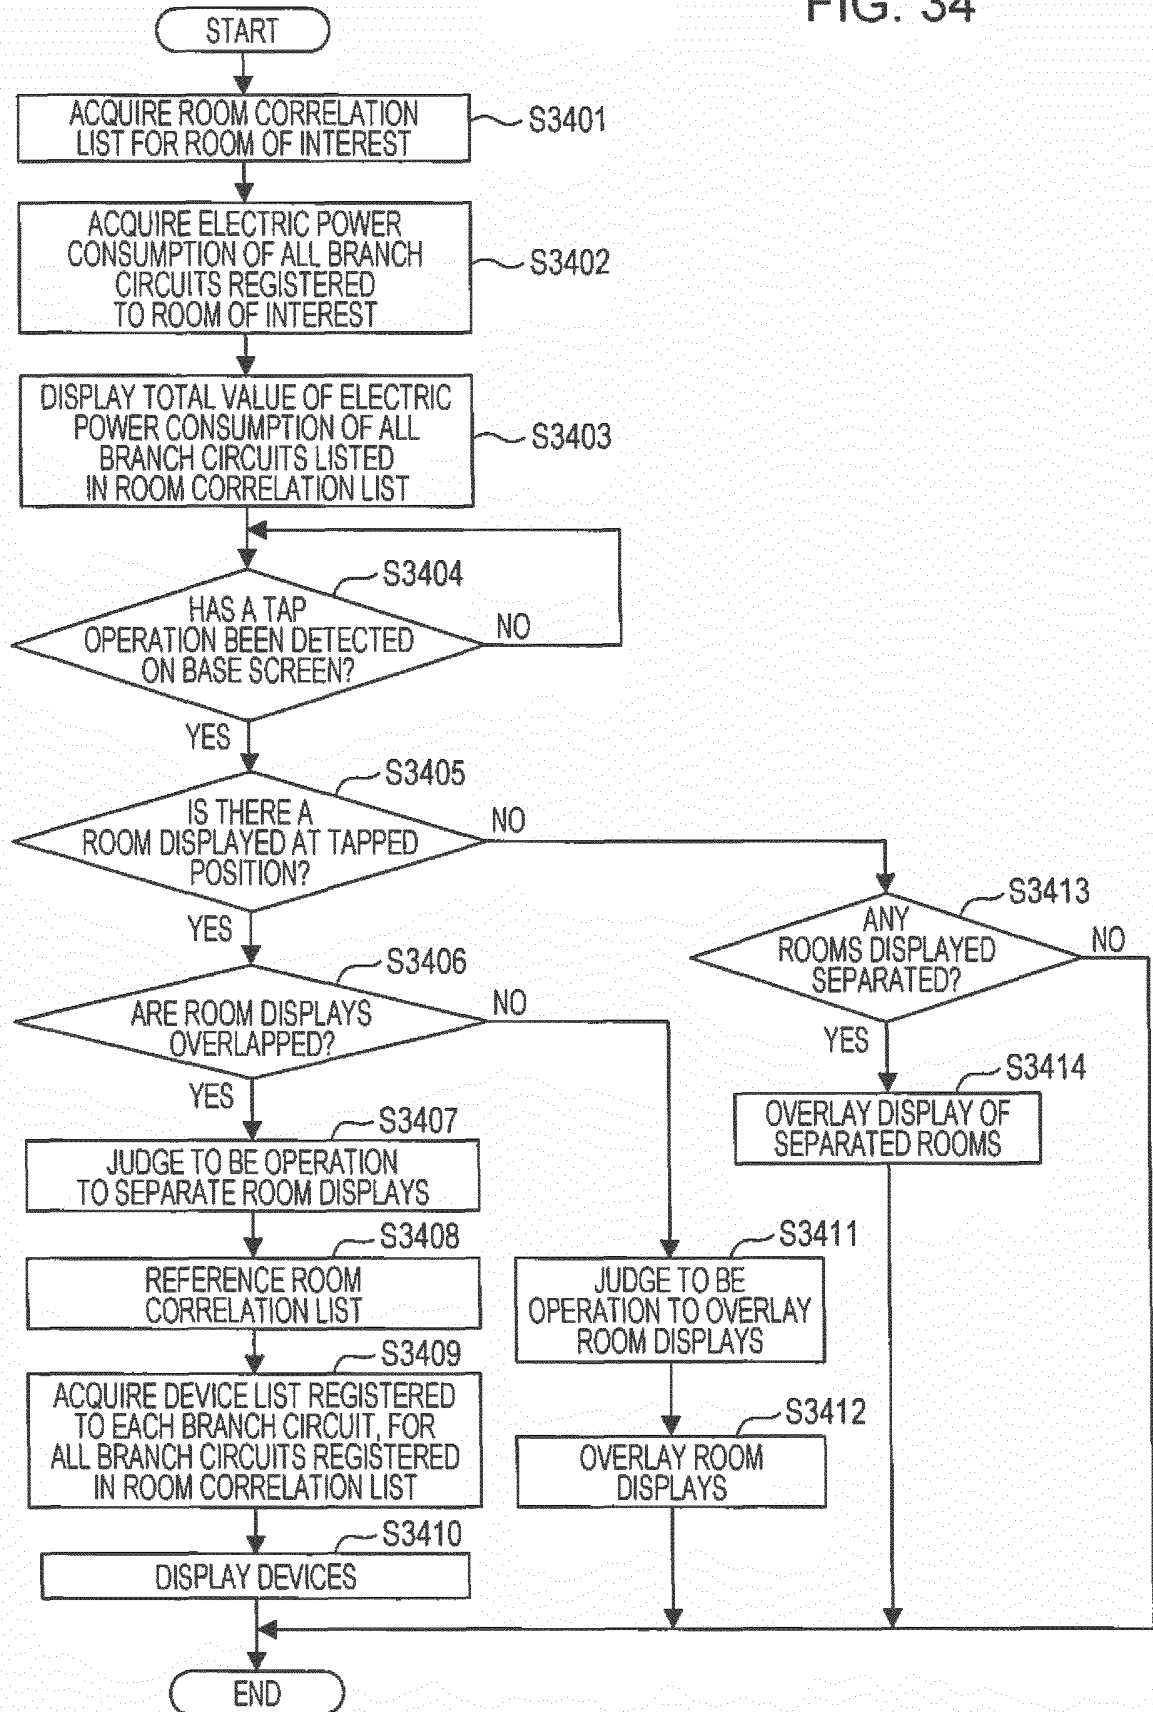 FIG. 34
START
ACQUIRE ROOM CORRELATION
LIST FOR ROOM OF INTEREST
S3401
ACQUIRE ELECTRIC POWER
CONSUMPTION OF ALL BRANCH
CIRCUITS REGISTERED
TO ROOM OF INTEREST
S3402
DISPLAY TOTAL VALUE OF ELECTRIC
POWER CONSUMPTION OF ALL
BRANCH CIRCUITS LISTED
IN ROOM CORRELATION LIST
S3403
S3404
HAS A TAP
OPERATION BEEN DETECTED
ON BASE SCREEN?
NO
YES
S3405
IS THERE A
ROOM DISPLAYED AT TAPPED
POSITION?
NO
YES
S3406
ARE ROOM DISPLAYS
OVERLAPPED?
NO
YES
S3413
ANY
ROOMS DISPLAYED
SEPARATED?
NO
YES
S3414
OVERLAY DISPLAY OF
SEPARATED ROOMS
S3407
JUDGE TO BE OPERATION
TO SEPARATE ROOM DISPLAYS
S3408
REFERENCE ROOM
CORRELATION LIST
S3409
ACQUIRE DEVICE LIST REGISTERED
TO EACH BRANCH CIRCUIT, FOR
ALL BRANCH CIRCUITS REGISTERED
IN ROOM CORRELATION LIST
S3410
DISPLAY DEVICES
S3411
JUDGE TO BE
OPERATION TO OVERLAY
ROOM DISPLAYS
S3412
OVERLAY ROOM
DISPLAYS
END